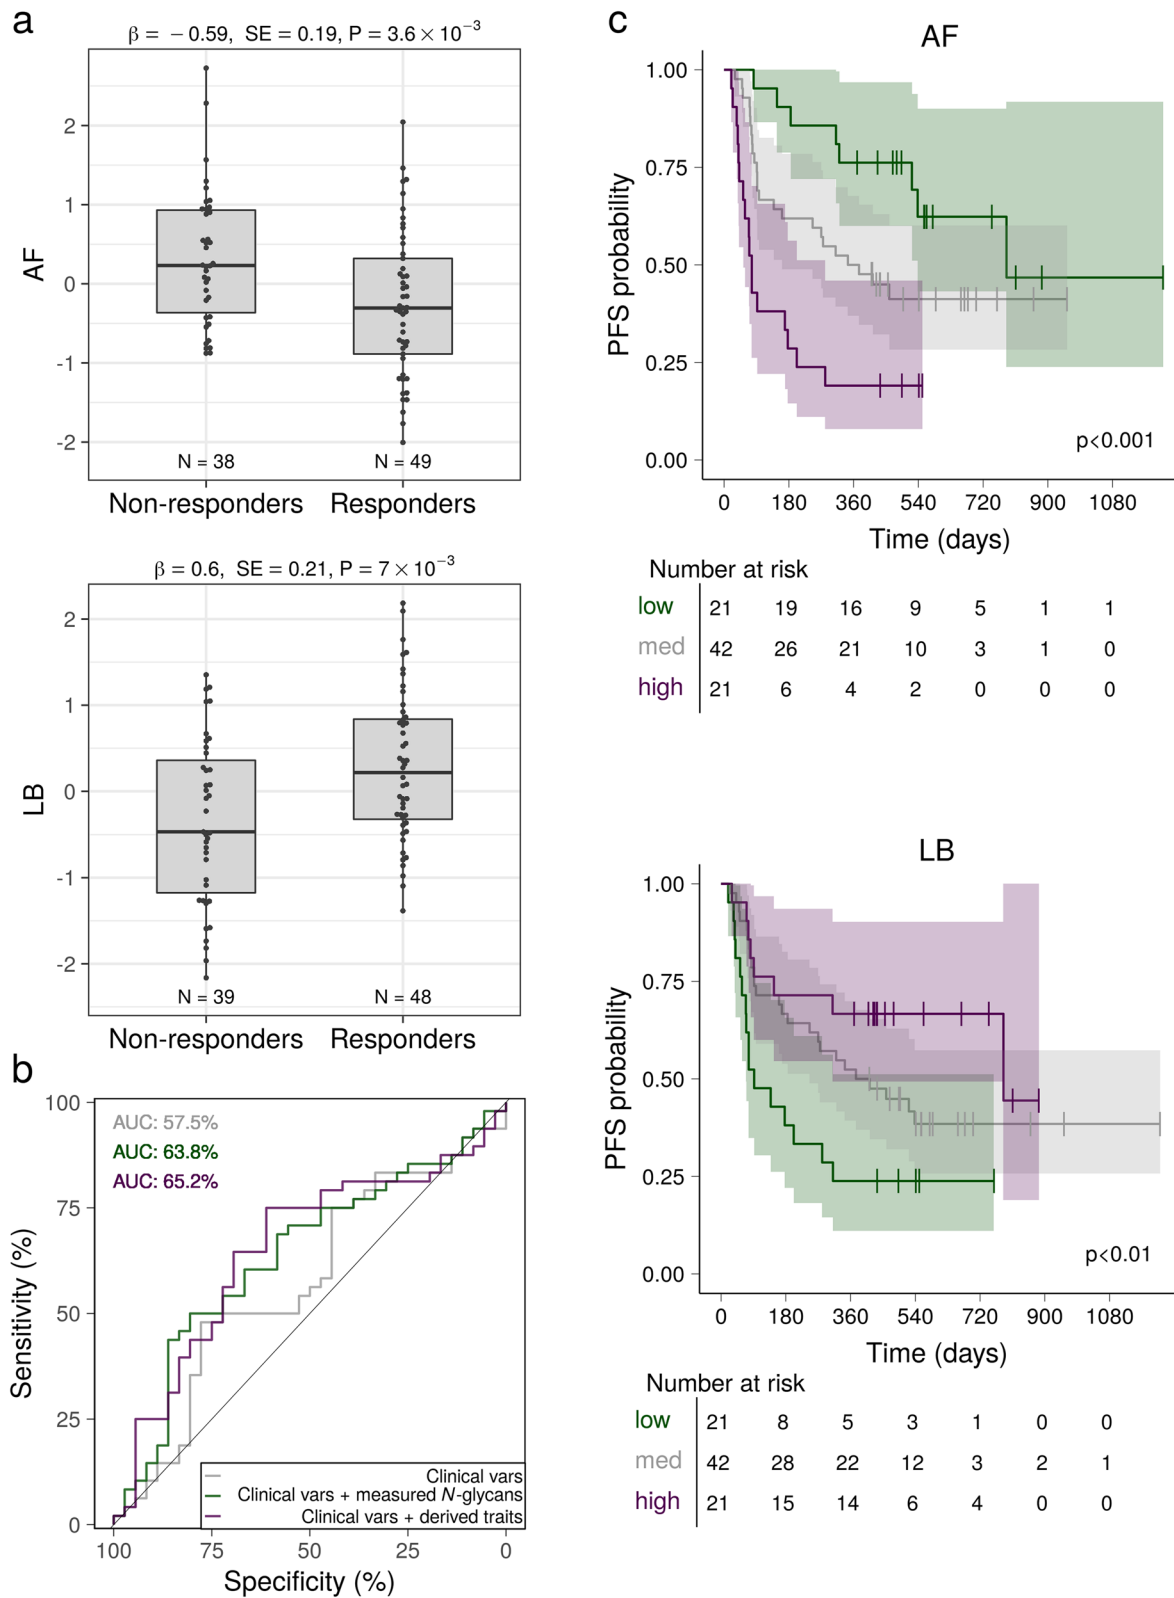 a
β = −0.59, SE = 0.19, P = 3.6 × 10⁻³
AF
2
1
0
-1
-2
N = 38
N = 49
Non-responders
Responders
β = 0.6, SE = 0.21, P = 7 × 10⁻³
LB
2
1
0
-1
-2
N = 39
N = 48
Non-responders
Responders
b
Sensitivity (%)
100
75
50
25
0
AUC: 57.5%
AUC: 63.8%
AUC: 65.2%
Clinical vars
Clinical vars + measured N-glycans
Clinical vars + derived traits
100 75 50 25 0
Specificity (%)
c
AF
PFS probability
1.00
0.75
0.50
0.25
0.00
p<0.001
0 180 360 540 720 900 1080
Time (days)
Number at risk
low 21 19 16 9 5 1 1
med 42 26 21 10 3 1 0
high 21 6 4 2 0 0 0
LB
PFS probability
1.00
0.75
0.50
0.25
0.00
p<0.01
0 180 360 540 720 900 1080
Time (days)
Number at risk
low 21 8 5 3 1 0 0
med 42 28 22 12 3 2 1
high 21 15 14 6 4 0 0